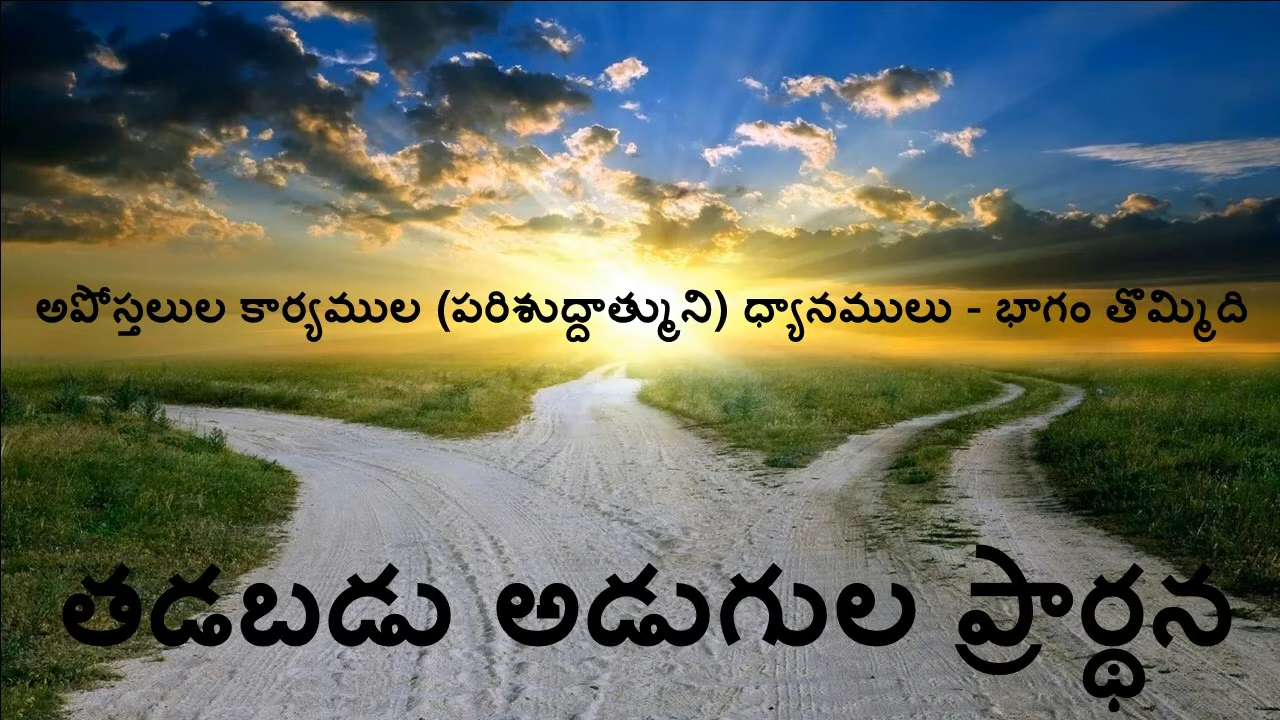 అపోస్తలుల కార్యముల (పరిశుద్దాత్ముని) ధ్యానములు - భాగం తొమ్మిది
తడబడు అడుగుల ప్రార్థన